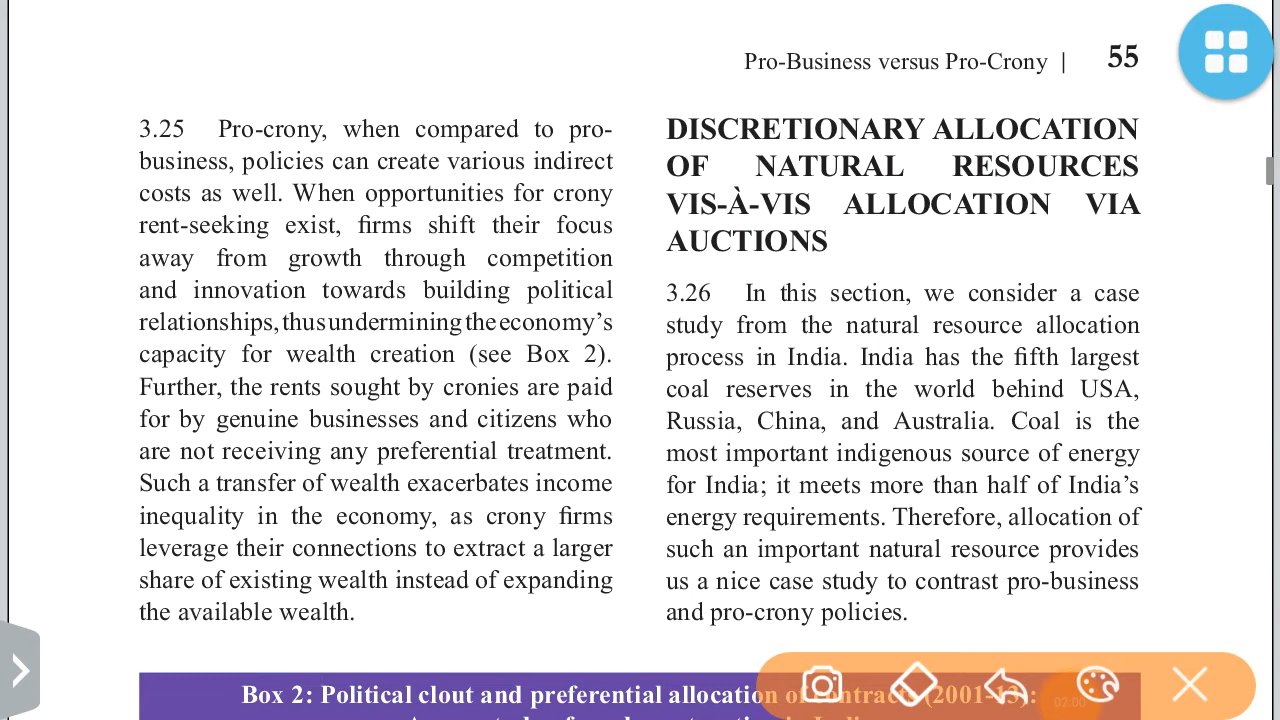 Pro-Business versus Pro-Crony | 55
3.25 Pro-crony, when compared to pro-
business, policies can create various indirect
costs as well. When opportunities for crony
rent-seeking exist, firms shift their focus
away from growth through competition
and innovation towards building political
relationships, thus undermining the economy's
capacity for wealth creation (see Box 2).
Further, the rents sought by cronies are paid
for by genuine businesses and citizens who
are not receiving any preferential treatment.
Such a transfer of wealth exacerbates income
inequality in the economy, as crony firms
leverage their connections to extract a larger
share of existing wealth instead of expanding
the available wealth.
DISCRETIONARY ALLOCATION
OF NATURAL RESOURCES
VIS-À-VIS ALLOCATION VIA
AUCTIONS
3.26 In this section, we consider a case
study from the natural resource allocation
process in India. India has the fifth largest
coal reserves in the world behind USA,
Russia, China, and Australia. Coal is the
most important indigenous source of energy
for India; it meets more than half of India's
energy requirements. Therefore, allocation of
such an important natural resource provides
us a nice case study to contrast pro-business
and pro-crony policies.
Box 2: Political clout and preferential allocation of contracts (2001-13):
02:00